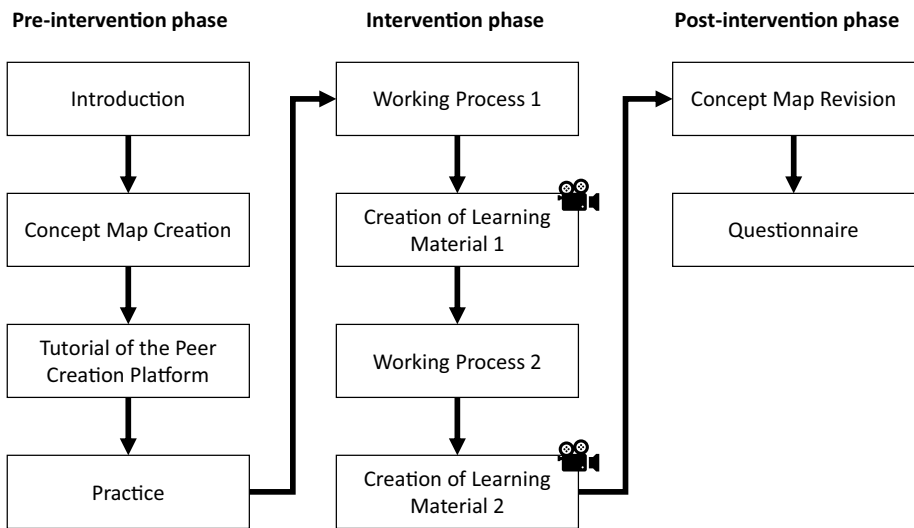 Pre-intervention phase
Introduction
Concept Map Creation
Tutorial of the Peer
Creation Platform
Practice
Intervention phase
Working Process 1
Creation of Learning
Material 1
Working Process 2
Creation of Learning
Material 2
Post-intervention phase
Concept Map Revision
Questionnaire